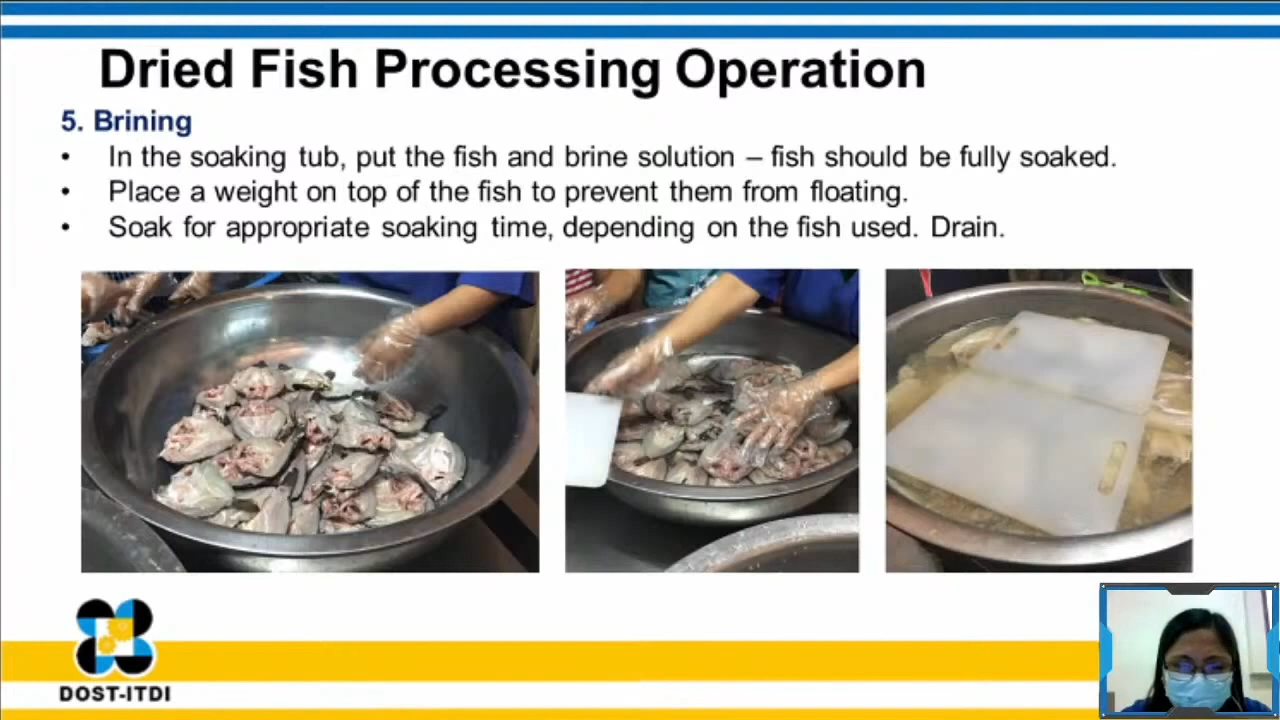 Dried Fish Processing Operation
5. Brining
• In the soaking tub, put the fish and brine solution – fish should be fully soaked.
• Place a weight on top of the fish to prevent them from floating.
• Soak for appropriate soaking time, depending on the fish used. Drain.
DOST-ITDI